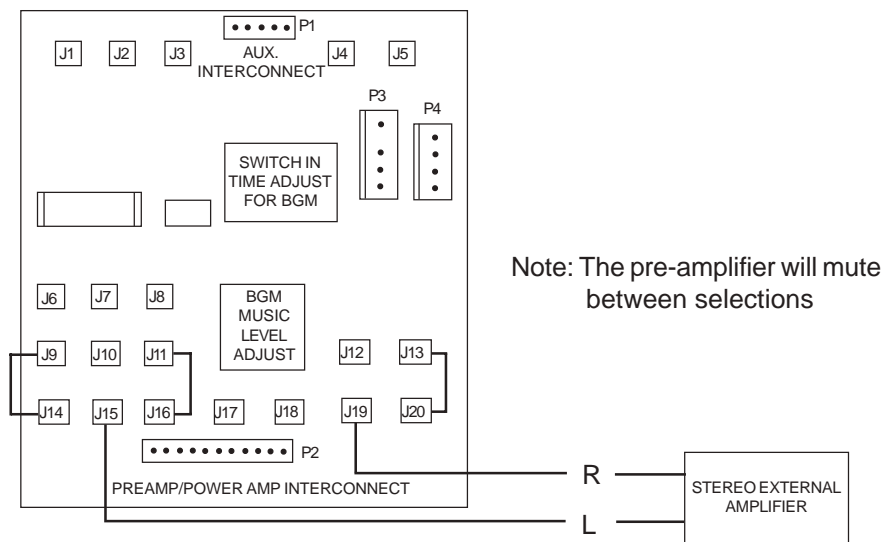 P1
J1 J2 J3 AUX. J4 J5
INTERCONNECT
P3
P4
SWITCH IN
TIME ADJUST
FOR BGM
Note: The pre-amplifier will mute
between selections
J6 J7 J8
BGM
MUSIC
LEVEL
ADJUST
J9 J10 J11 J12 J13
J14 J15 J16 J17 J18 J19 J20
P2
PREAMP/POWER AMP INTERCONNECT
R
L
STEREO EXTERNAL
AMPLIFIER